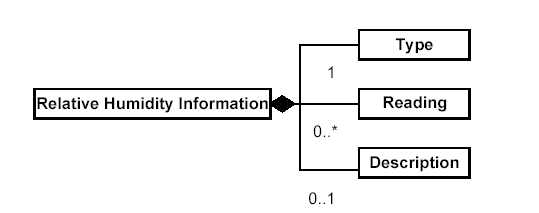 Type
1
Relative Humidity Information
Reading
0..*
Description
0..1